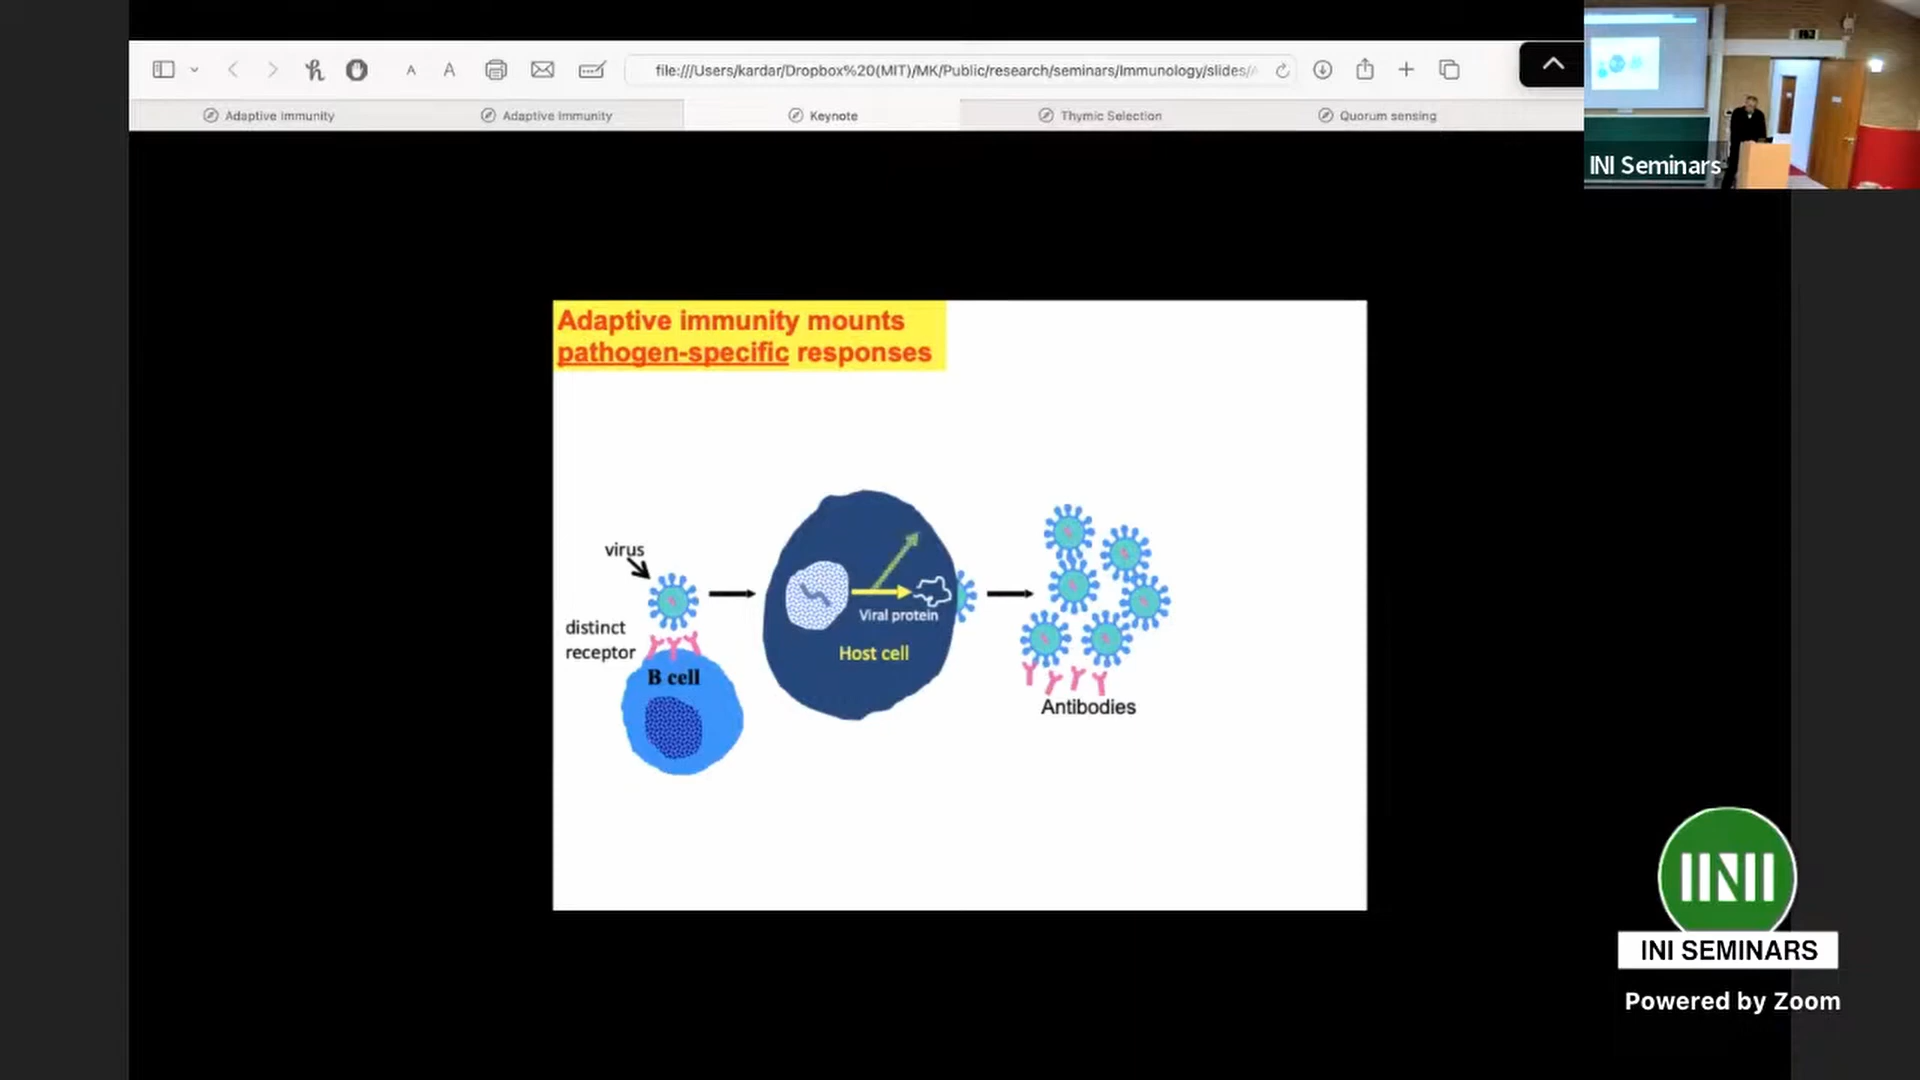 file:///Users/kardar/Dropbox%20(MIT)/MK/Public/research/seminars/Immunology/slides/
A A
Adaptive Immunity
Adaptive Immunity
Keynote
Thymic Selection
Quorum sensing
INI Seminars
Adaptive immunity mounts
pathogen-specific responses
virus
distinct
receptor
B cell
Viral protein
Host cell
Antibodies
INI SEMINARS
Powered by Zoom